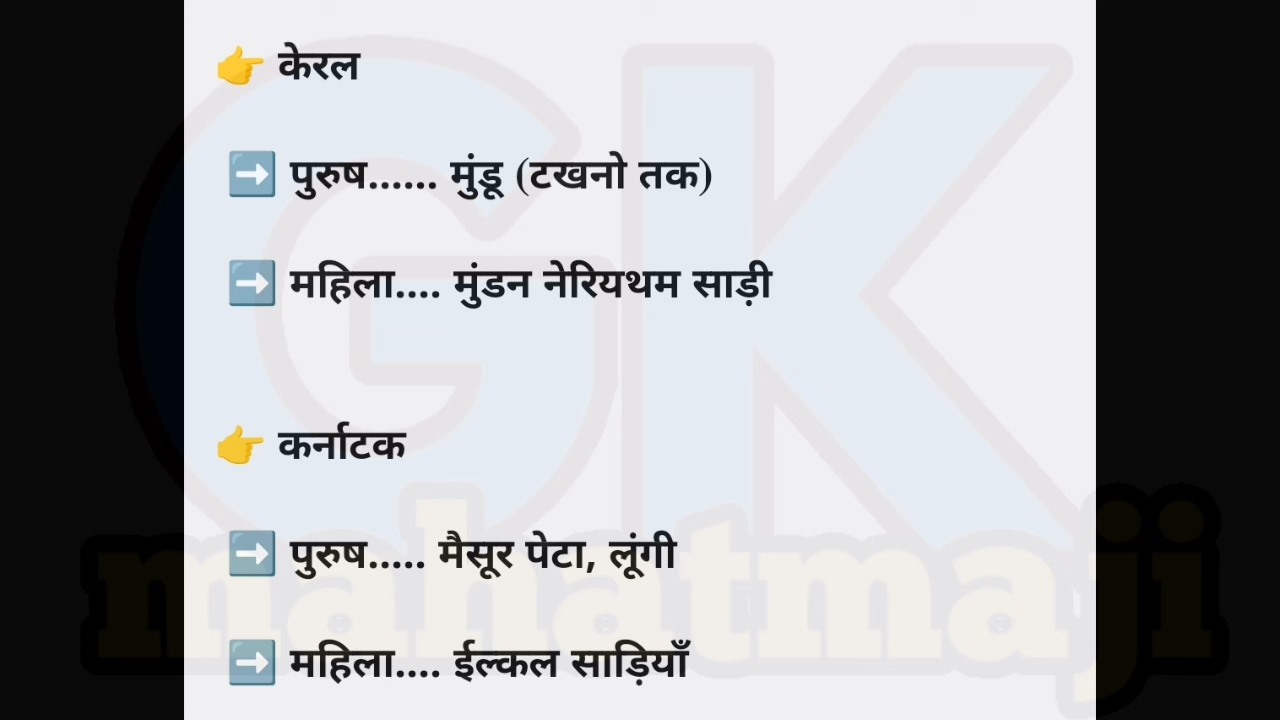 👉 केरल
➡️ पुरुष...... मुंडू (टखनो तक)
➡️ महिला.... मुंडन नेरियथम साड़ी
👉 कर्नाटक
➡️ पुरुष..... मैसूर पेटा, लूंगी
➡️ महिला.... ईल्कल साड़ियाँ
GK
mahatmaji